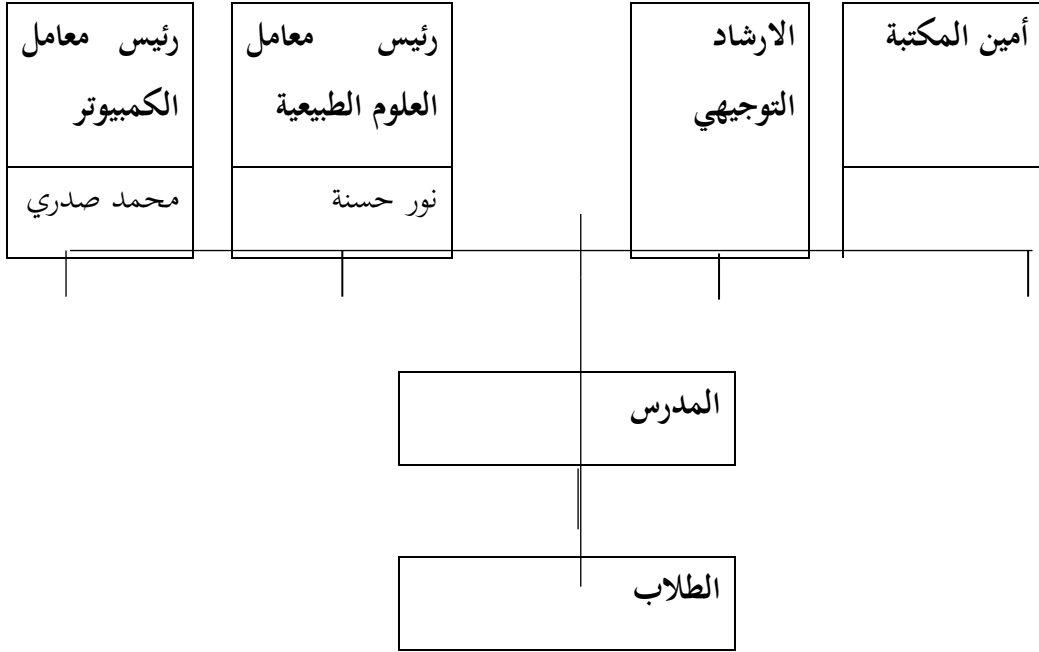 أمين المكتبة
الارشاد
التوجيهي
رئيس معامل
العلوم الطبيعية
نور حسنة
رئيس معامل
الكمبيوتر
محمد صدري
المدرس
الطلاب